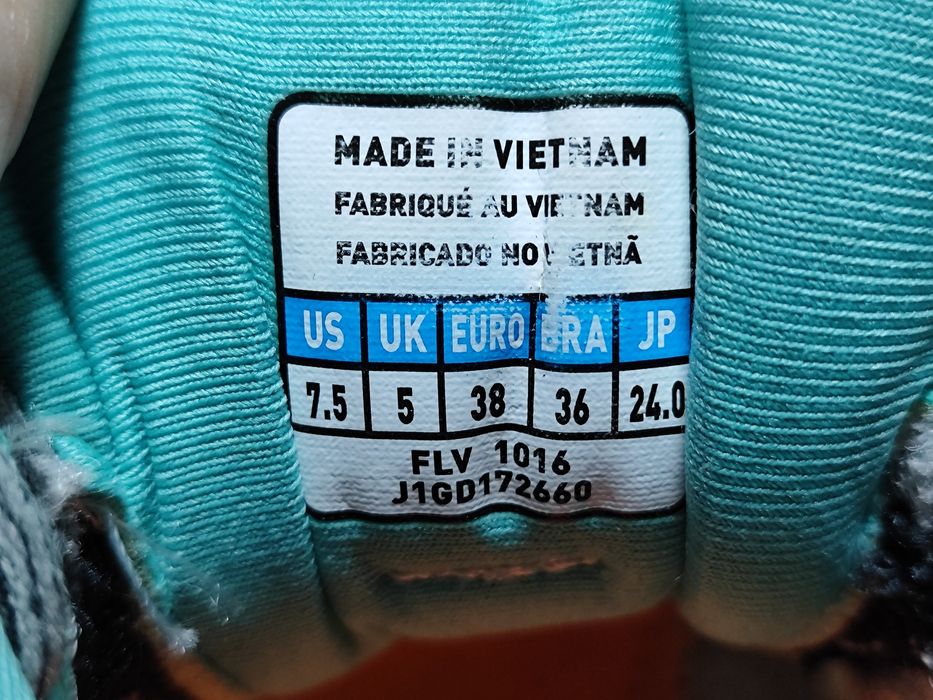 MADE IN VIETNAM
FABRIQUÉ AU VIETNAM
FABRICADO NO VIETNÃ
US UK EURO BRA JP
7.5 5 38 36 24.0
FLV 1016
J1GD172660